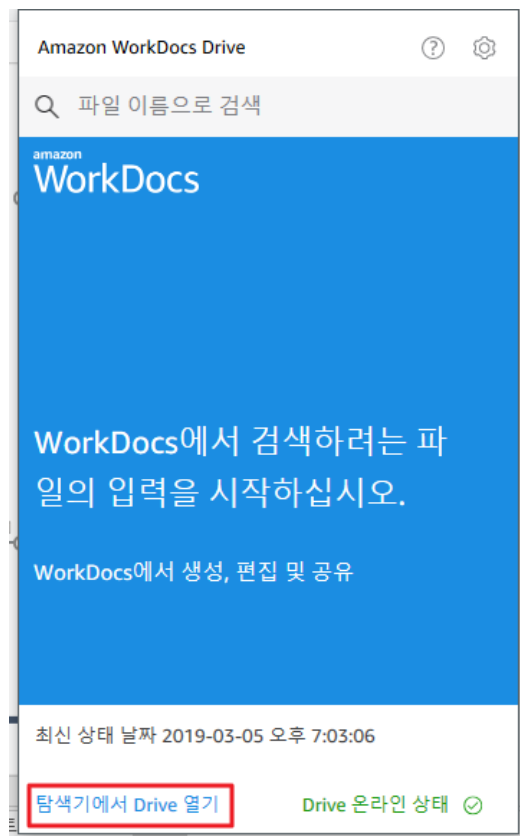 Amazon WorkDocs Drive
파일 이름으로 검색
amazon
WorkDocs
WorkDocs에서 검색하려는 파
일의 입력을 시작하십시오.
WorkDocs에서 생성, 편집 및 공유
최신 상태 날짜 2019-03-05 오후 7:03:06
탐색기에서 Drive 열기 Drive 온라인 상태